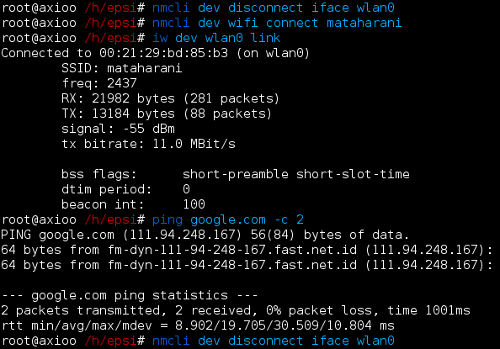 root@axioo /h/epsi# nmcli dev disconnect iface wlan0
root@axioo /h/epsi# nmcli dev wifi connect mataharani
root@axioo /h/epsi# iw dev wlan0 link
Connected to 00:21:29:bd:85:b3 (on wlan0)
SSID: mataharani
freq: 2437
RX: 21982 bytes (281 packets)
TX: 13184 bytes (88 packets)
signal: -55 dBm
tx bitrate: 11.0 MBit/s
bss flags: short-preamble short-slot-time
dtim period: 0
beacon int: 100
root@axioo /h/epsi# ping google.com -c 2
PING google.com (111.94.248.167) 56(84) bytes of data.
64 bytes from fm-dyn-111-94-248-167.fast.net.id (111.94.248.167):
64 bytes from fm-dyn-111-94-248-167.fast.net.id (111.94.248.167):
--- google.com ping statistics ---
2 packets transmitted, 2 received, 0% packet loss, time 1001ms
rtt min/avg/max/mdev = 8.902/19.705/30.509/10.804 ms
root@axioo /h/epsi# nmcli dev disconnect iface wlan0